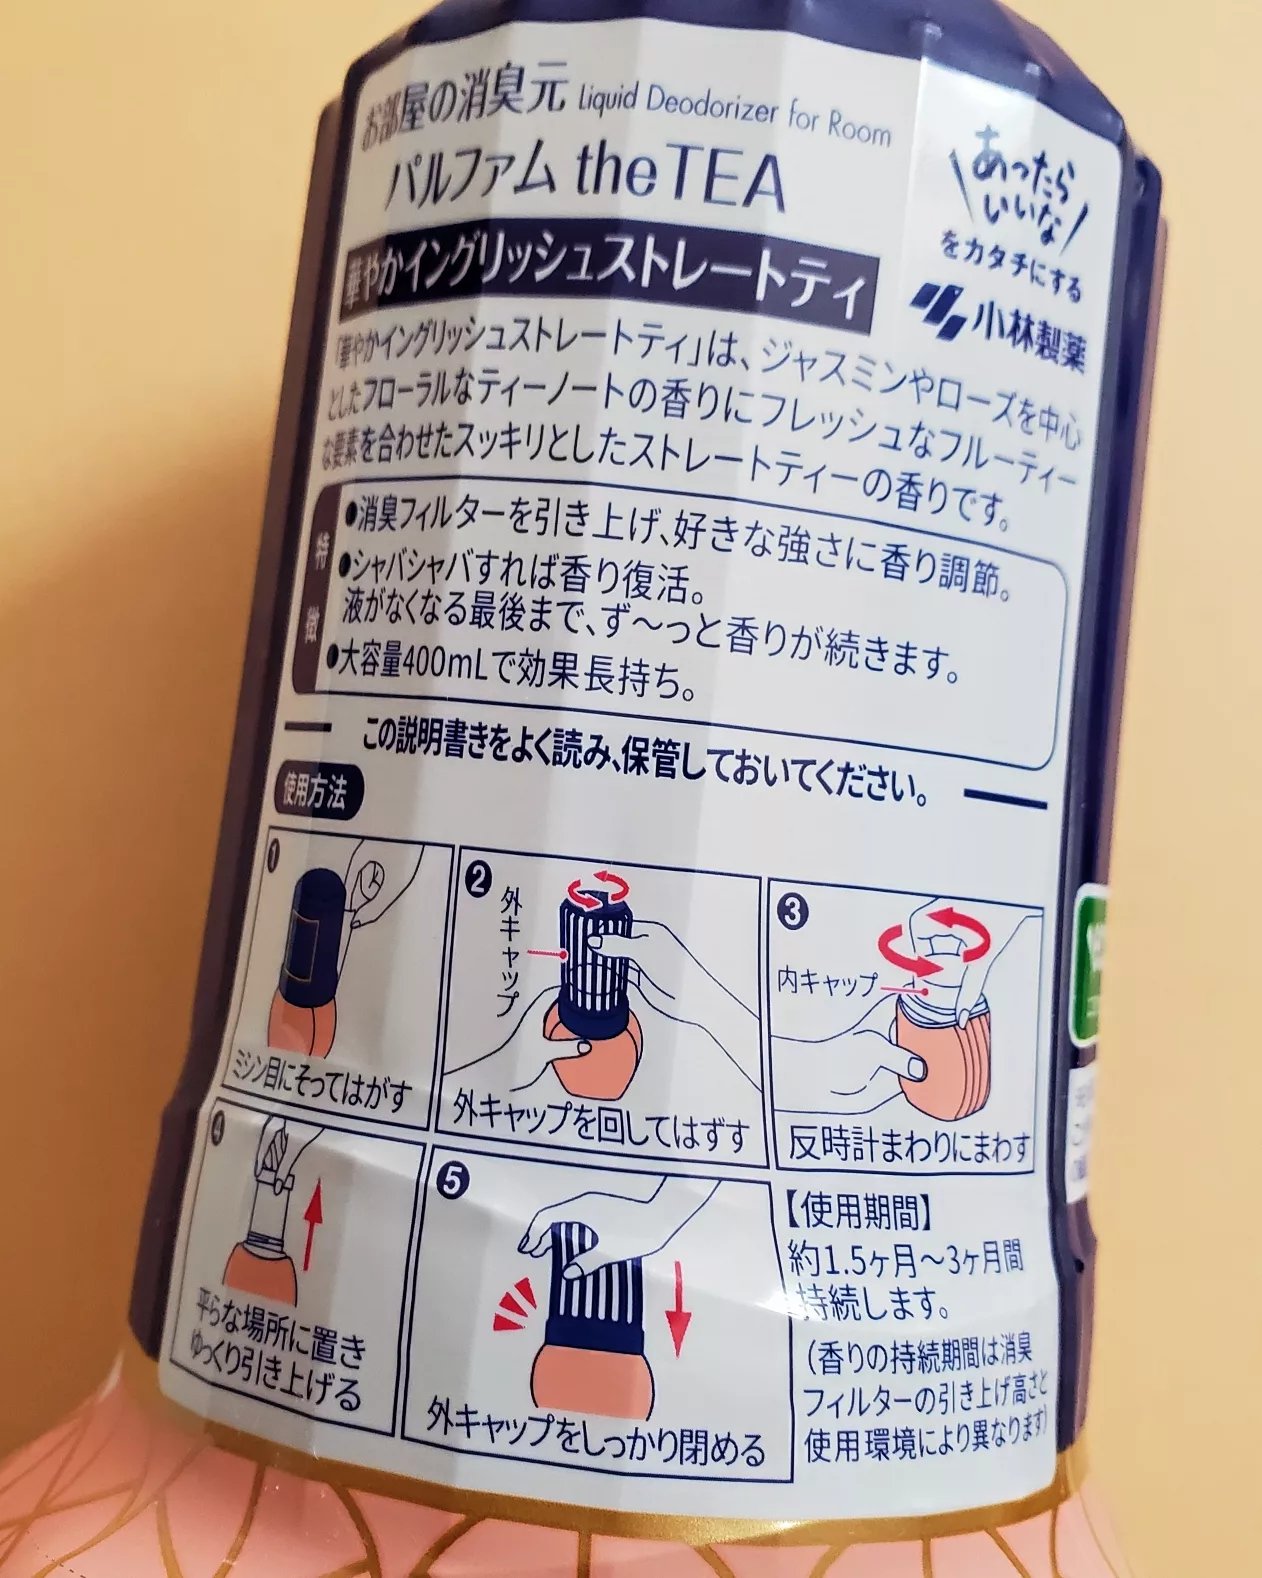 お部屋の消臭元 Liquid Deodorizer for Room
パルファム the TEA
華やかイングリッシュストレートティ
あったら
いいな
をカタチにする
小林製薬
「華やかイングリッシュストレートティ」は、ジャスミンやローズを中心
としたフローラルなティーノートの香りにフレッシュなフルーティー
な要素を合わせたスッキリとしたストレートティーの香りです。
特徴
●消臭フィルターを引き上げ、好きな強さに香り調節。
●シャバシャバすれば香り復活。
液がなくなる最後まで、ず〜っと香りが続きます。
●大容量400mLで効果長持ち。
この説明書きをよく読み、保管しておいてください。
使用方法
1
ミシン目にそってはがす
2
外キャップ
外キャップを回してはずす
3
内キャップ
反時計まわりにまわす
4
平らな場所に置き
ゆっくり引き上げる
5
外キャップをしっかり閉める
【使用期間】
約1.5ヶ月〜3ヶ月間
持続します。
(香りの持続期間は消臭
フィルターの引き上げ高さと
使用環境により異なります)